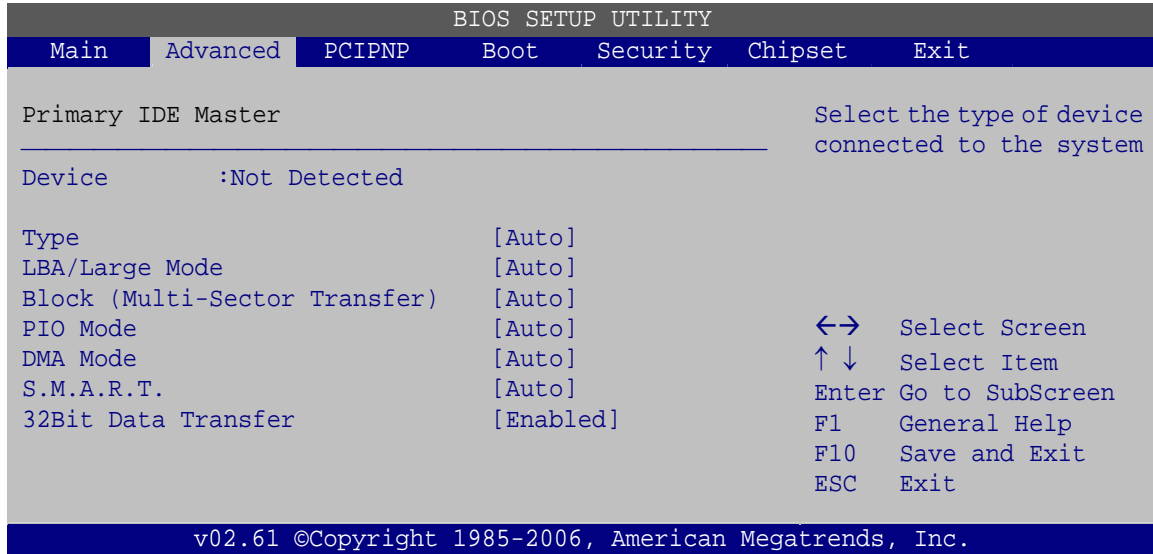 BIOS SETUP UTILITY
Main Advanced PCIPNP Boot Security Chipset Exit
Primary IDE Master
Device :Not Detected
Type [Auto]
LBA/Large Mode [Auto]
Block (Multi-Sector Transfer) [Auto]
PIO Mode [Auto]
DMA Mode [Auto]
S.M.A.R.T. [Auto]
32Bit Data Transfer [Enabled]
Select the type of device
connected to the system
←→ Select Screen
↑ ↓ Select Item
Enter Go to SubScreen
F1 General Help
F10 Save and Exit
ESC Exit
v02.61 ©Copyright 1985-2006, American Megatrends, Inc.